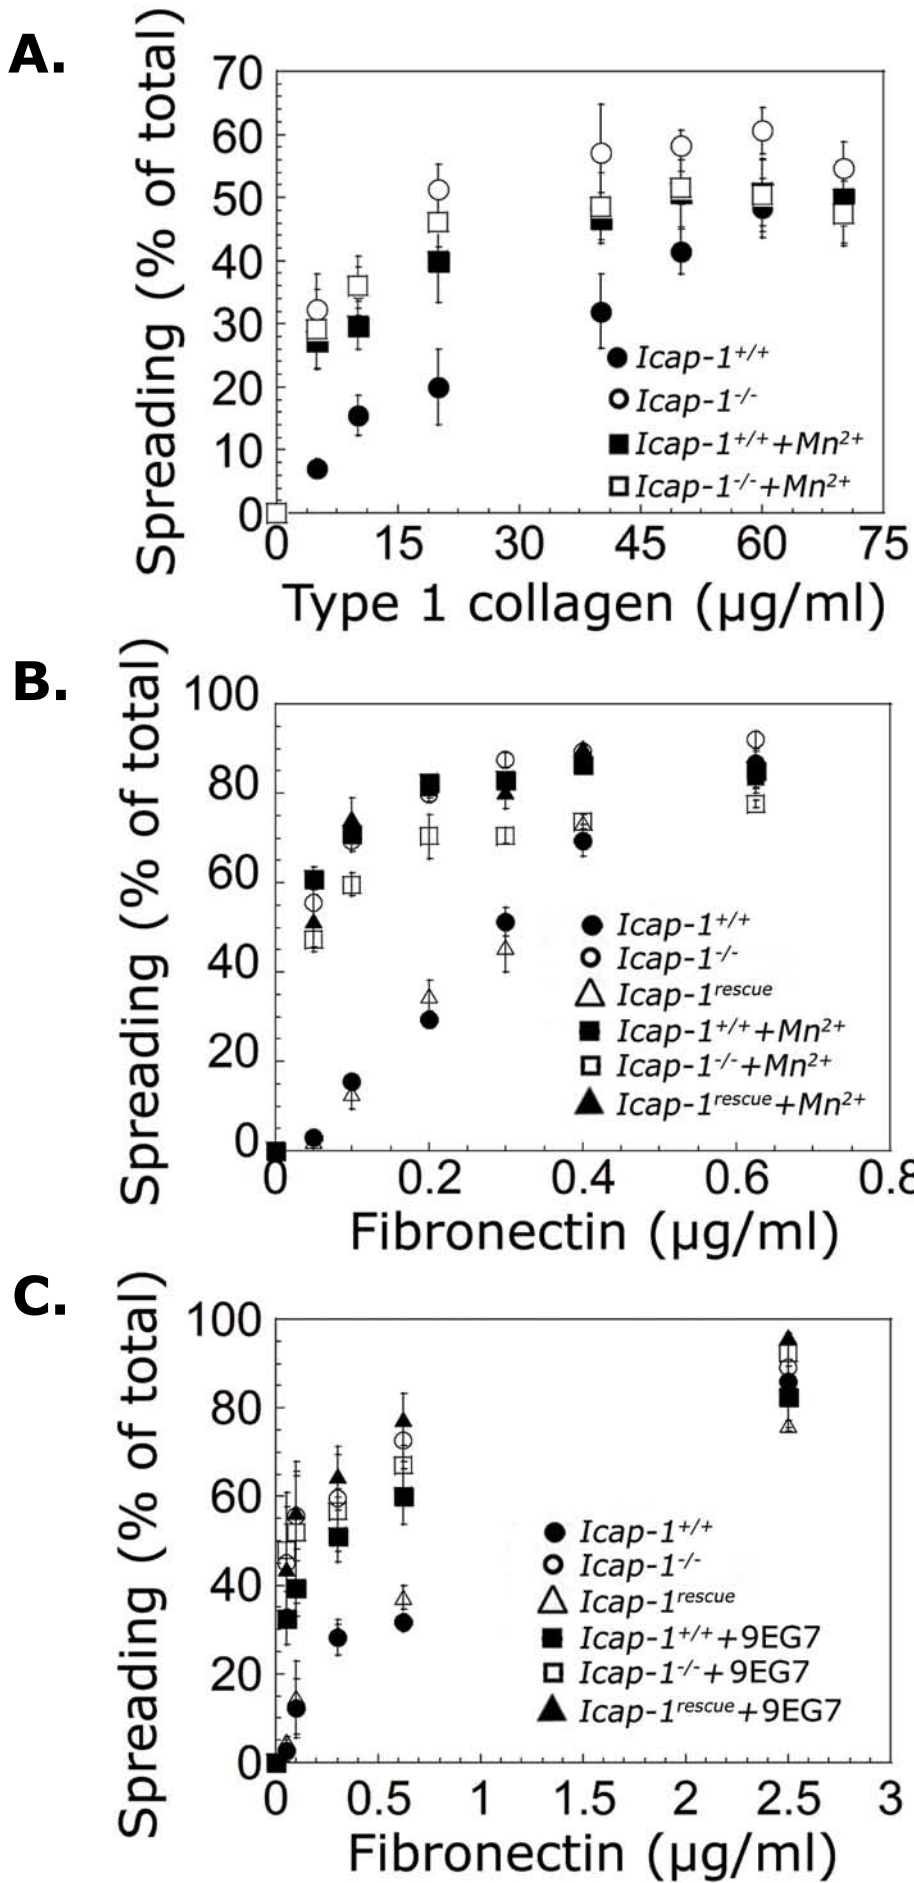 A.
Spreading (% of total)
70
60
50
40
30
20
10
0
Icap-1+/+
Icap-1-/-
Icap-1+/++Mn2+
Icap-1-/-+Mn2+
0 15 30 45 60 75
Type 1 collagen (µg/ml)
B.
Spreading (% of total)
100
80
60
40
20
0
Icap-1+/+
Icap-1-/-
Icap-1rescue
Icap-1+/++Mn2+
Icap-1-/-+Mn2+
Icap-1rescue+Mn2+
0 0.2 0.4 0.6 0.8
Fibronectin (µg/ml)
C.
Spreading (% of total)
100
80
60
40
20
0
Icap-1+/+
Icap-1-/-
Icap-1rescue
Icap-1+/++9EG7
Icap-1-/-+9EG7
Icap-1rescue+9EG7
0 0.5 1 1.5 2 2.5 3
Fibronectin (µg/ml)